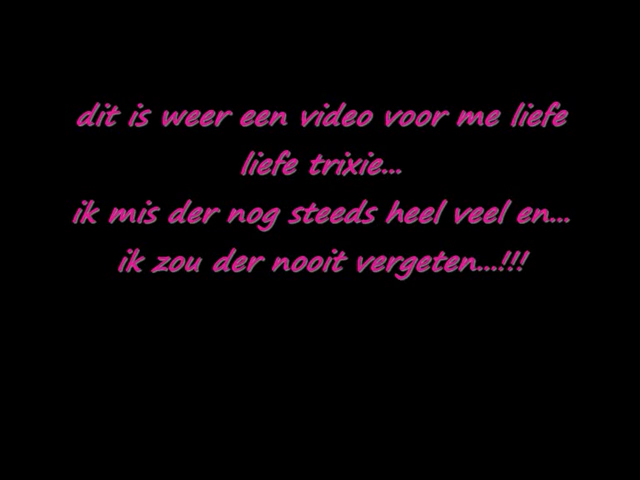 dit is weer een video voor me liefe
liefe trixie...
ik mis der nog steeds heel veel en...
ik zou der nooit vergeten....!!!